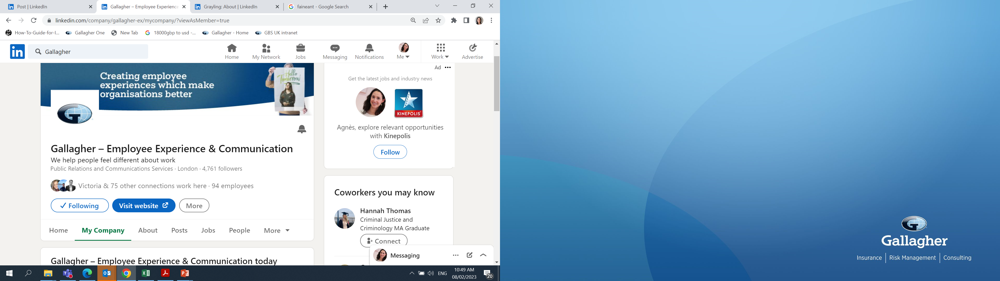 Post | LinkedIn
Gallagher – Employee Experience
Grayling: About | LinkedIn
faineant - Google Search
linkedin.com/company/gallagher-ex/mycompany/?viewAsMember=true
How-To-Guide-for-I...
Gallagher One
New Tab
18000gbp to usd -...
Gallagher - Home
GBS UK intranet
in
Gallagher
Home
My Network
Jobs
Messaging
Notifications
Me
Work
Advertise
Creating employee
experiences which make
organisations better
Hello
Tomorrow
Gallagher – Employee Experience & Communication
We help people feel different about work
Public Relations and Communications Services · London · 4,761 followers
Victoria & 75 other connections work here · 94 employees
Following
Visit website
More
Home
My Company
About
Posts
Jobs
People
More
Gallagher – Employee Experience & Communication today
Ad
Get the latest jobs and industry news
KINEPOLIS
Agnès, explore relevant opportunities
with Kinepolis
Follow
Coworkers you may know
Hannah Thomas
Criminal Justice and
Criminology MA Graduate
Connect
Messaging
ENG
10:49 AM
08/02/2023
20
G
Gallagher
Insurance | Risk Management | Consulting